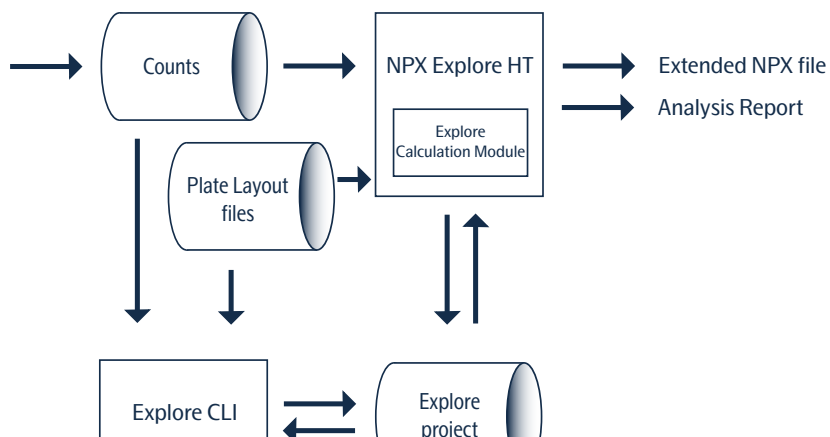 Counts
NPX Explore HT
Extended NPX file
Analysis Report
Explore
Calculation Module
Plate Layout
files
Explore CLI
Explore
project